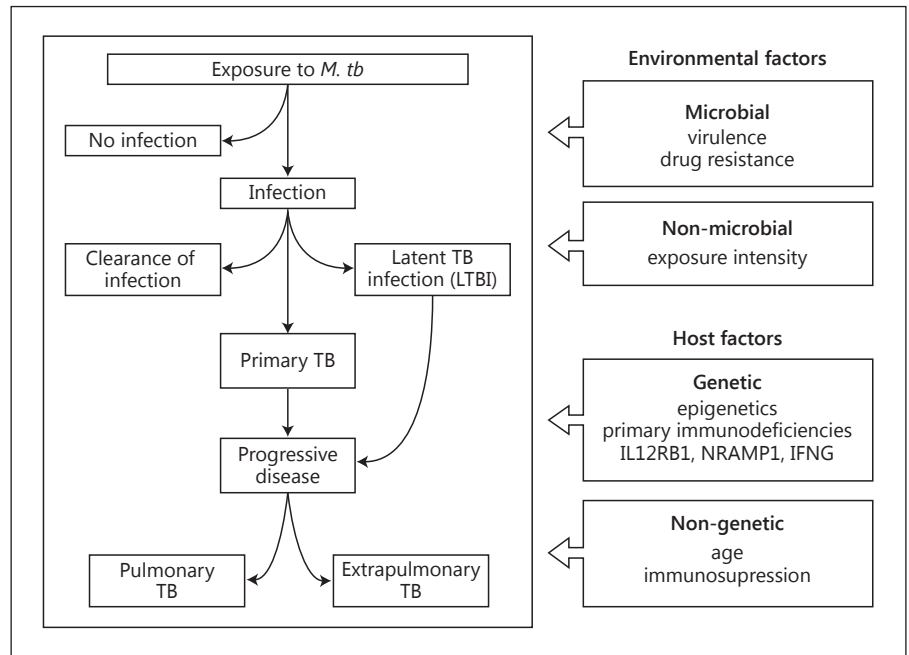 Exposure to M. tb
No infection
Infection
Clearance of
infection
Latent TB
infection (LTBI)
Primary TB
Progressive
disease
Pulmonary
TB
Extrapulmonary
TB
Environmental factors
Microbial
virulence
drug resistance
Non-microbial
exposure intensity
Host factors
Genetic
epigenetics
primary immunodeficiencies
IL12RB1, NRAMP1, IFNG
Non-genetic
age
immunosupression